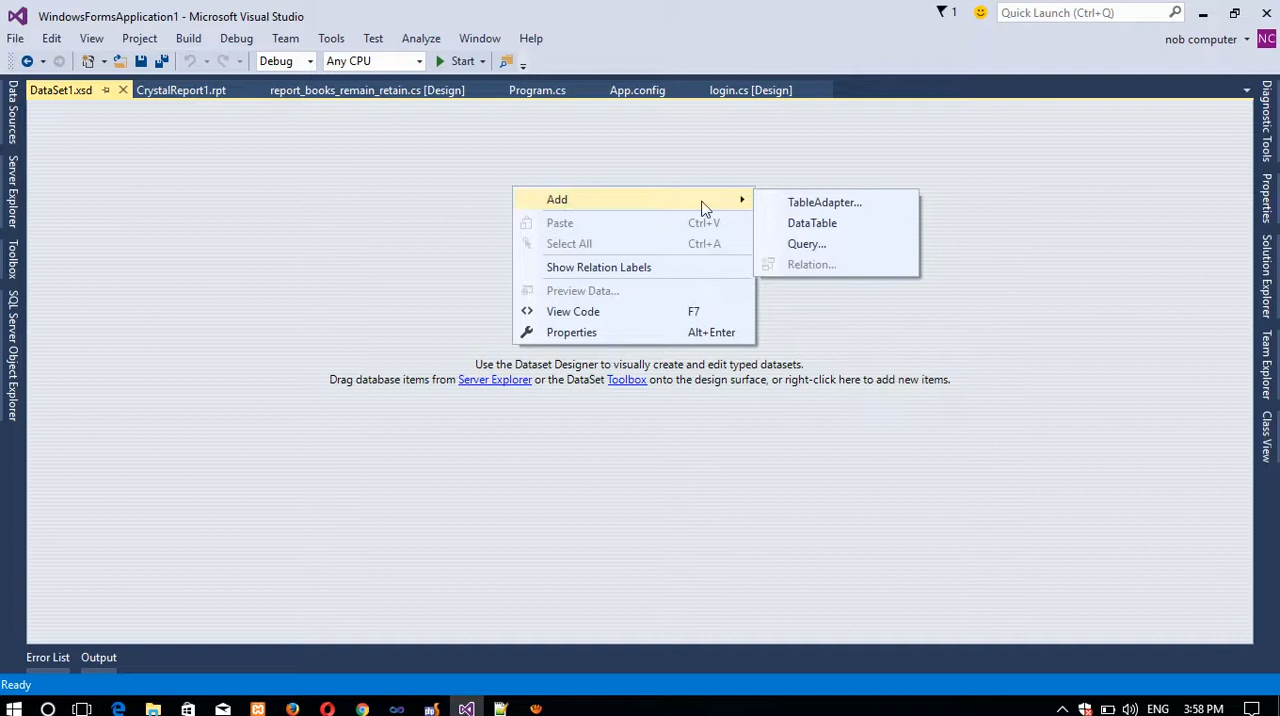 WindowsFormsApplication1 - Microsoft Visual Studio
1
Quick Launch (Ctrl+Q)
File Edit View Project Build Debug Team Tools Test Analyze Window Help
nob computer NC
Debug Any CPU Start
DataSet1.xsd CrystalReport1.rpt report_books_remain_retain.cs [Design] Program.cs App.config login.cs [Design]
Data Sources
Server Explorer
Toolbox
SQL Server Object Explorer
Add
Paste Ctrl+V
Select All Ctrl+A
Show Relation Labels
Preview Data...
View Code F7
Properties Alt+Enter
TableAdapter...
DataTable
Query...
Relation...
Use the Dataset Designer to visually create and edit typed datasets.
Drag database items from Server Explorer or the DataSet Toolbox onto the design surface, or right-click here to add new items.
Diagnostic Tools
Properties
Solution Explorer
Team Explorer
Class View
Error List Output
Ready
ENG 3:58 PM